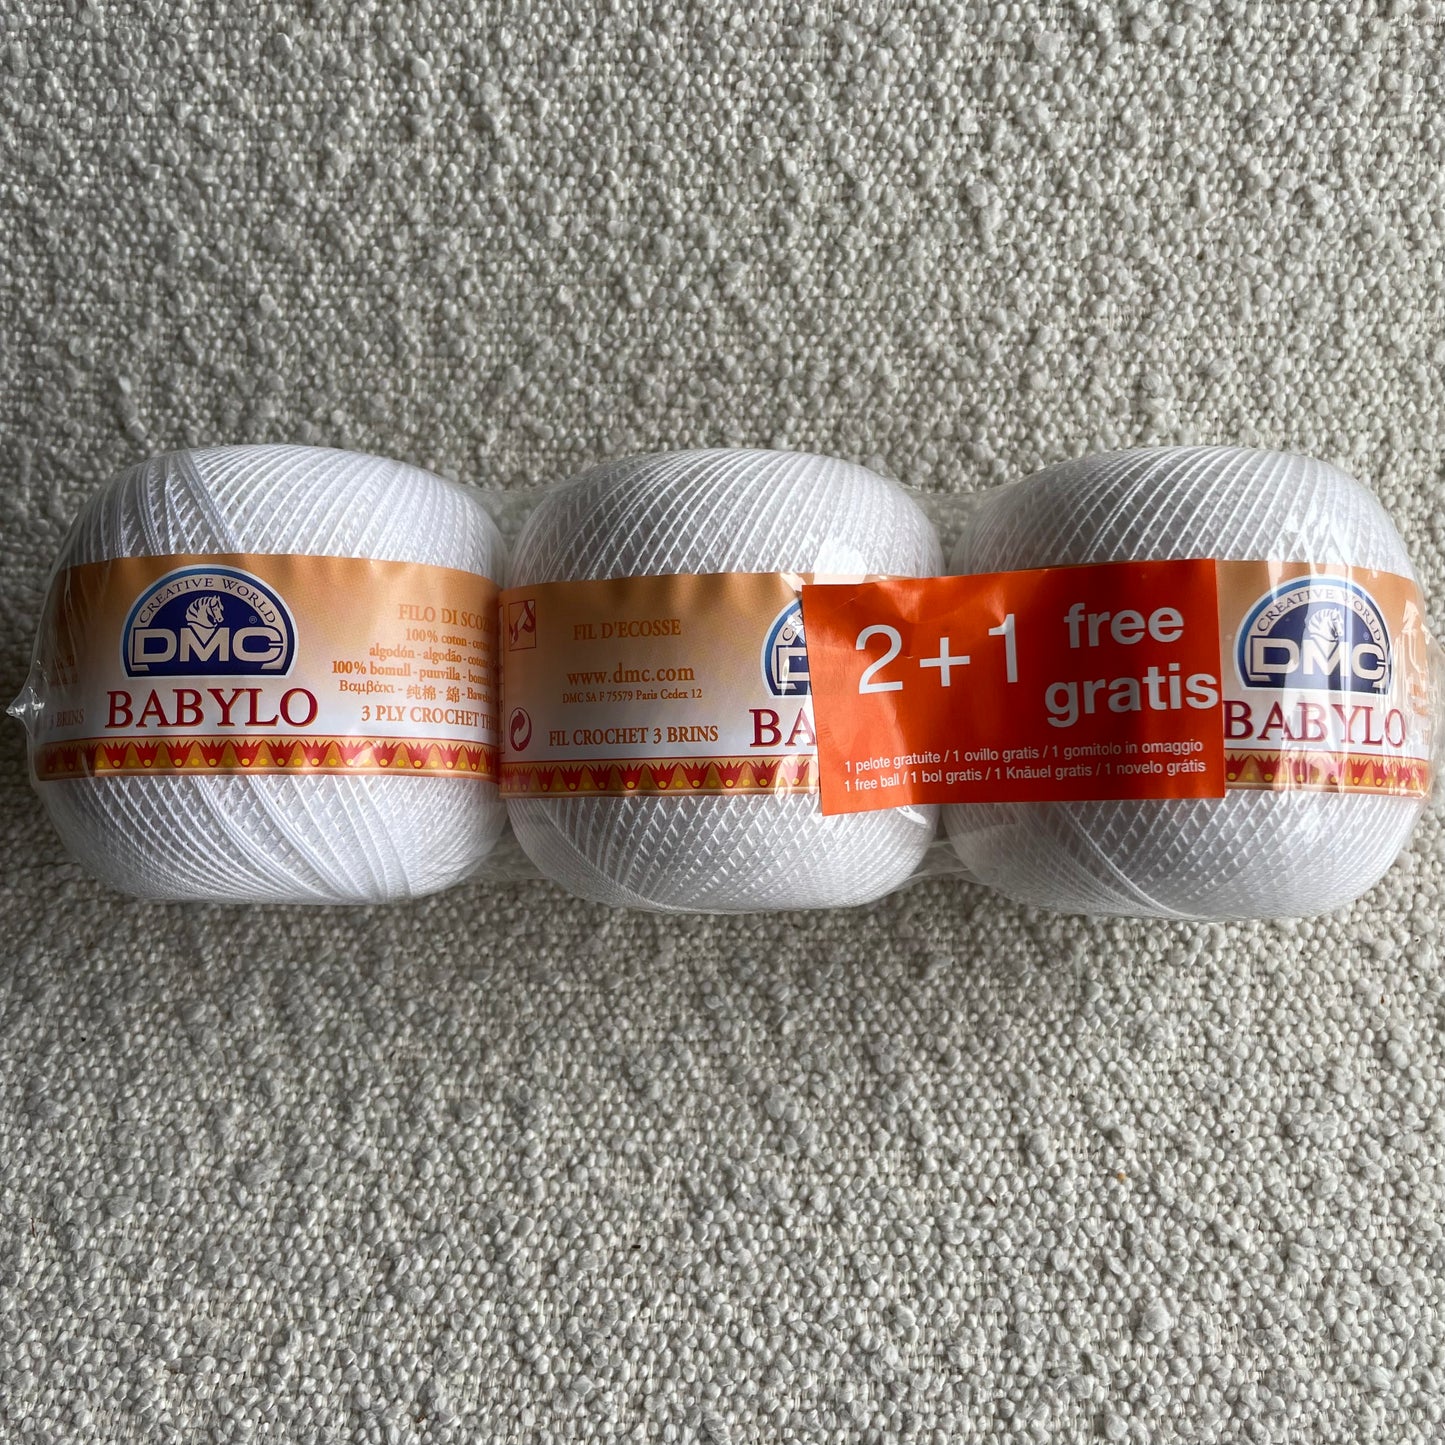 CREATIVE WORLD
DMC
®
BABYLO
3 BRINS
FILO DI
100% coton -
algodón - algodão -
100% bomull - puuvilla -
Βαμβάκι - 纯棉 - 綿 -
3 PLY CROCHET
FIL D'ECOSSE
www.dmc.com
DMC SA F 75579 Paris Cedex 12
FIL CROCHET 3 BRINS
BA
2+1 free
gratis
1 pelote gratuite / 1 ovillo gratis / 1 gomitolo in omaggio
1 free ball / 1 bol gratis / 1 Knäuel gratis / 1 novelo grátis
CREATIVE WORLD
DMC
BABYLO